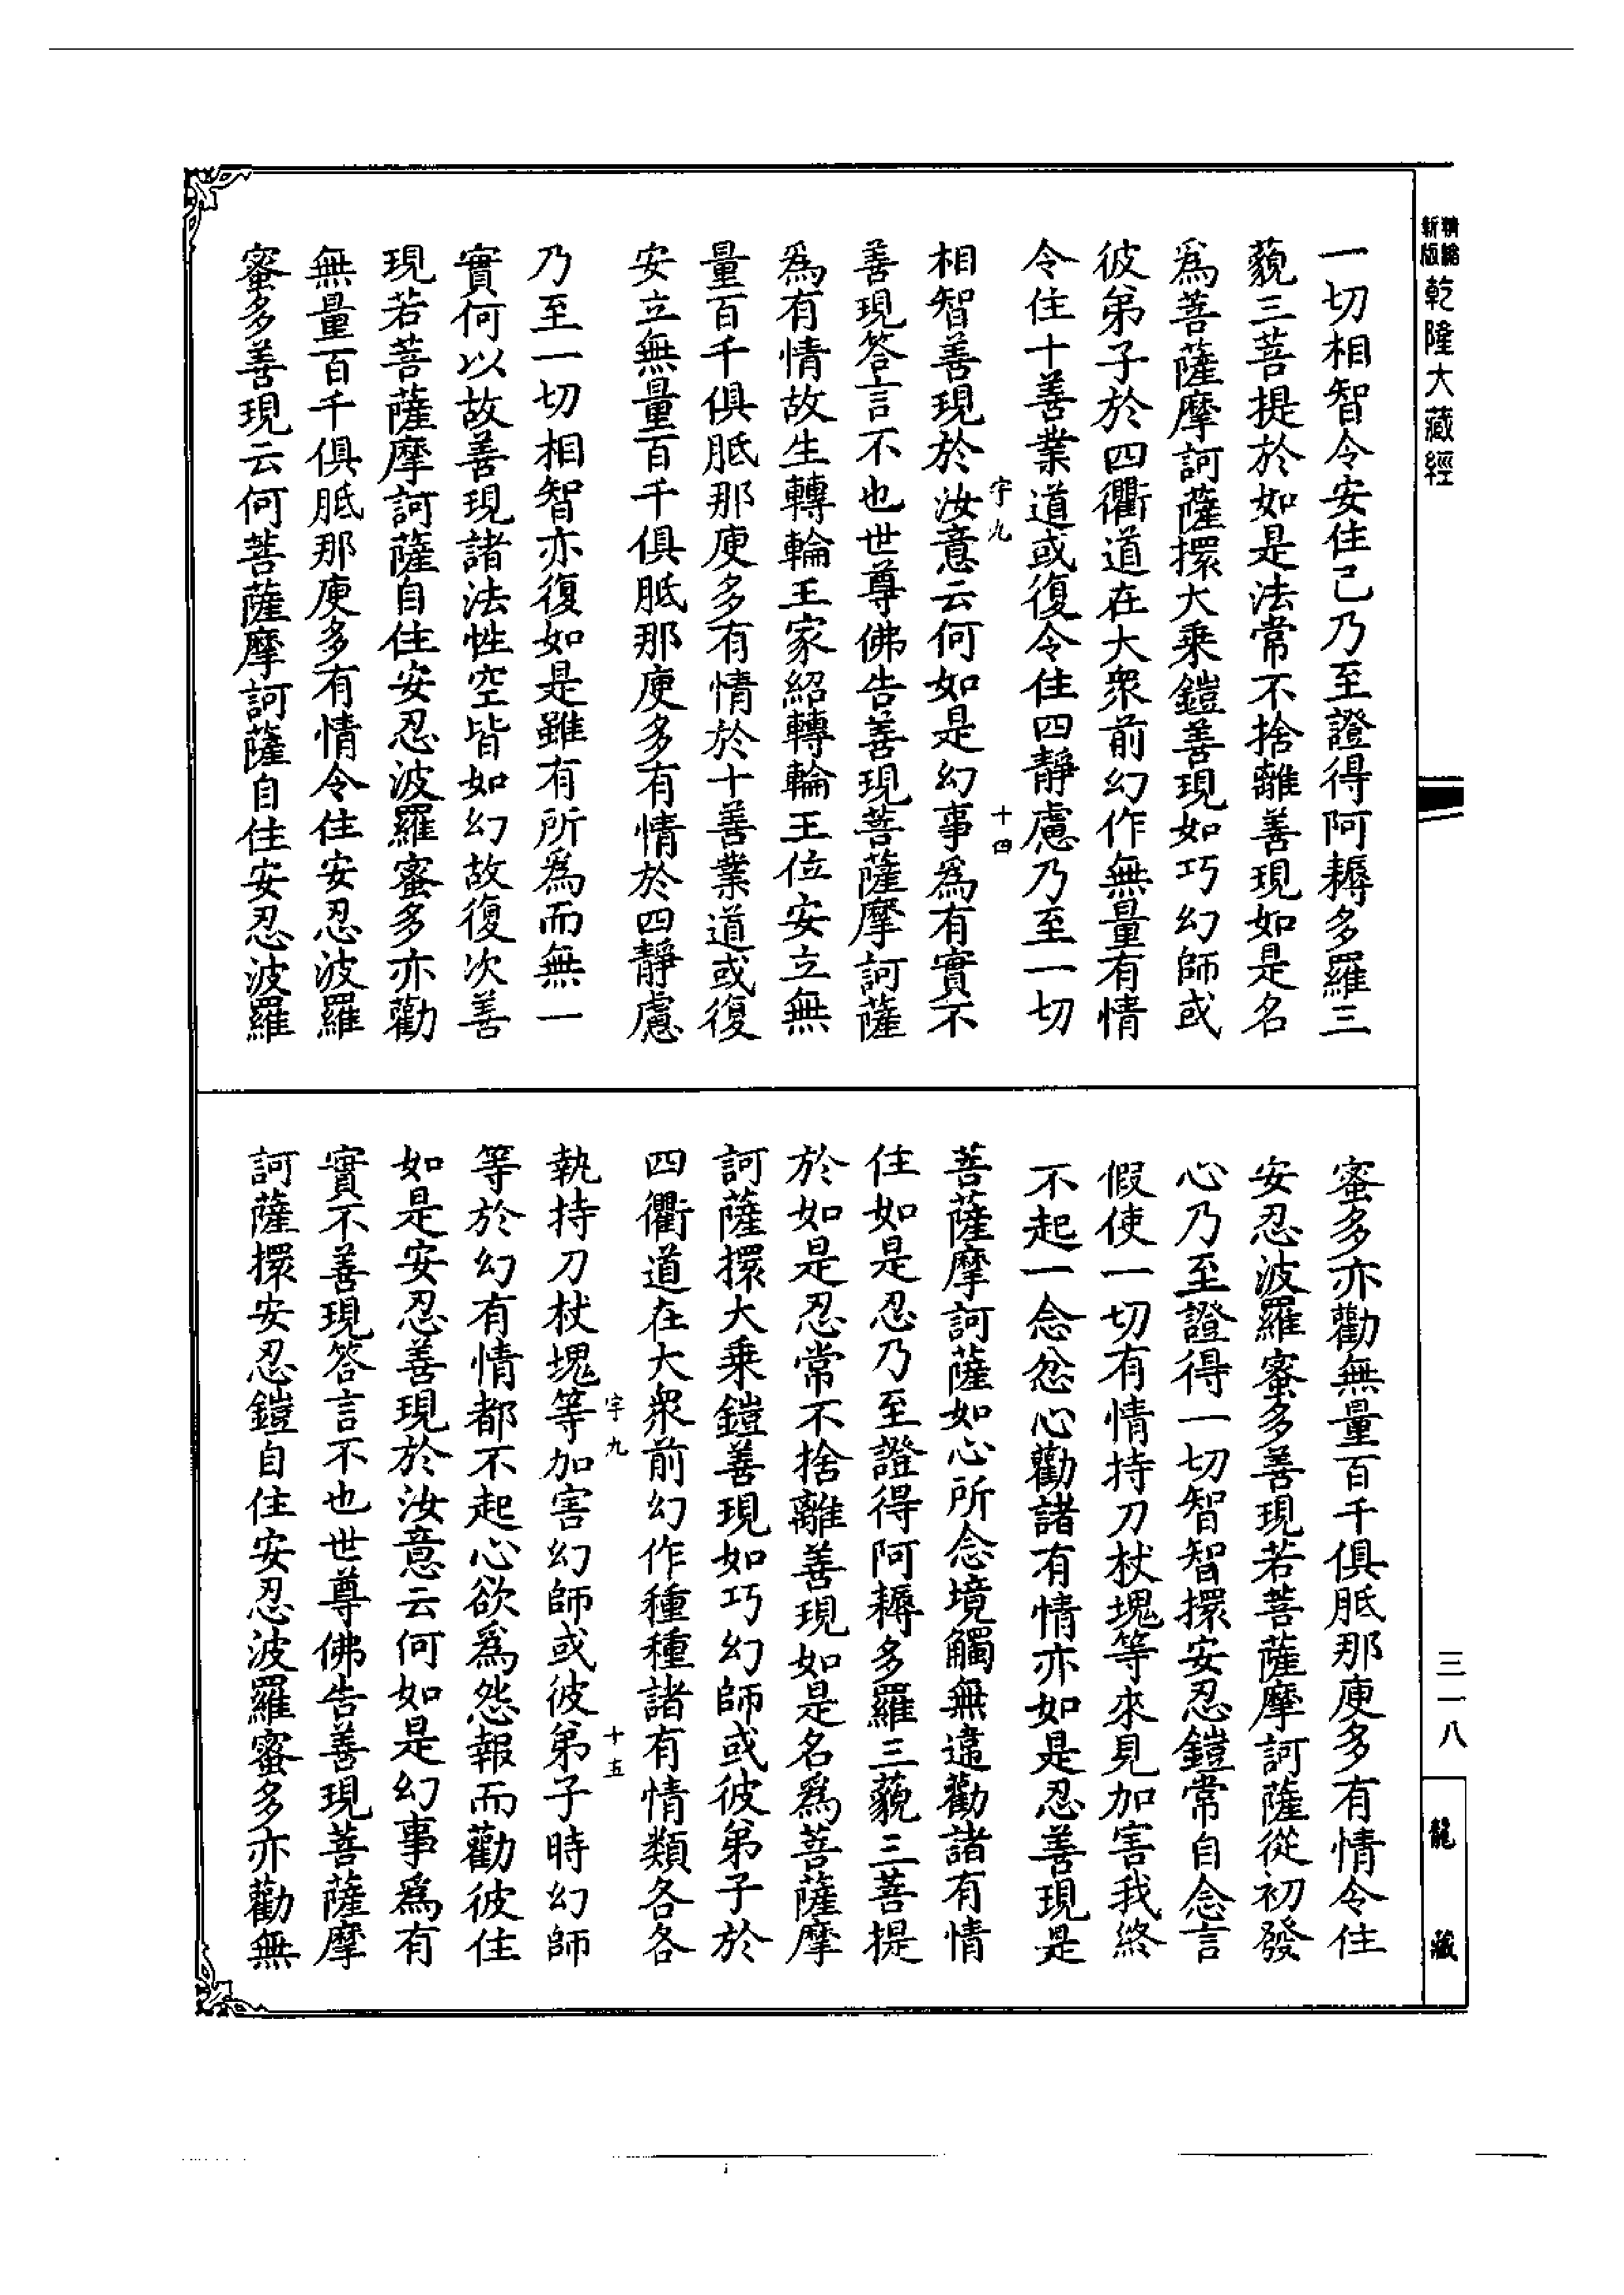 新編
新版
乾隆大藏經
一切相智令安住已乃至證得阿耨多羅三
藐三菩提於如是法常不捨離善現如是名
爲菩薩摩訶薩擐大乘鎧善現如巧幻師或
彼弟子於四衢道在大衆前幻作無量有情
令住十善業道或復令住四靜慮乃至一切
宇九
十四
相智善現於汝意云何如是幻事爲有實不
善現答言不也世尊佛告善現菩薩摩訶薩
爲有情故生轉輪王家紹轉輪王位安立無
量百千俱胝那庾多有情於十善業道或復
安立無量百千俱胝那庾多有情於四靜慮
乃至一切相智亦復如是雖有所爲而無一
實何以故善現諸法性空皆如幻故復次善
現若菩薩摩訶薩自住安忍波羅蜜多亦勸
無量百千俱胝那庾多有情令住安忍波羅
蜜多善現云何菩薩摩訶薩自住安忍波羅
蜜多亦勸無量百千俱胝那庾多有情令住
安忍波羅蜜多善現若菩薩摩訶薩從初發
心乃至證得一切智智擐安忍鎧常自念言
假使一切有情持刀杖塊等來見加害我終
不起一念忿心勸諸有情亦如是忍善現是
菩薩摩訶薩如心所念境觸無違勸諸有情
住如是忍乃至證得阿耨多羅三藐三菩提
於如是忍常不捨離善現如是名爲菩薩摩
訶薩擐大乘鎧善現如巧幻師或彼弟子於
四衢道在大衆前幻作種種諸有情類各各
宇九
十五
執持刀杖塊等加害幻師或彼弟子時幻師
等於幻有情都不起心欲爲怨報而勸彼住
如是安忍善現於汝意云何如是幻事爲有
實不善現答言不也世尊佛告善現菩薩摩
訶薩擐安忍鎧自住安忍波羅蜜多亦勸無
三一八
龍藏